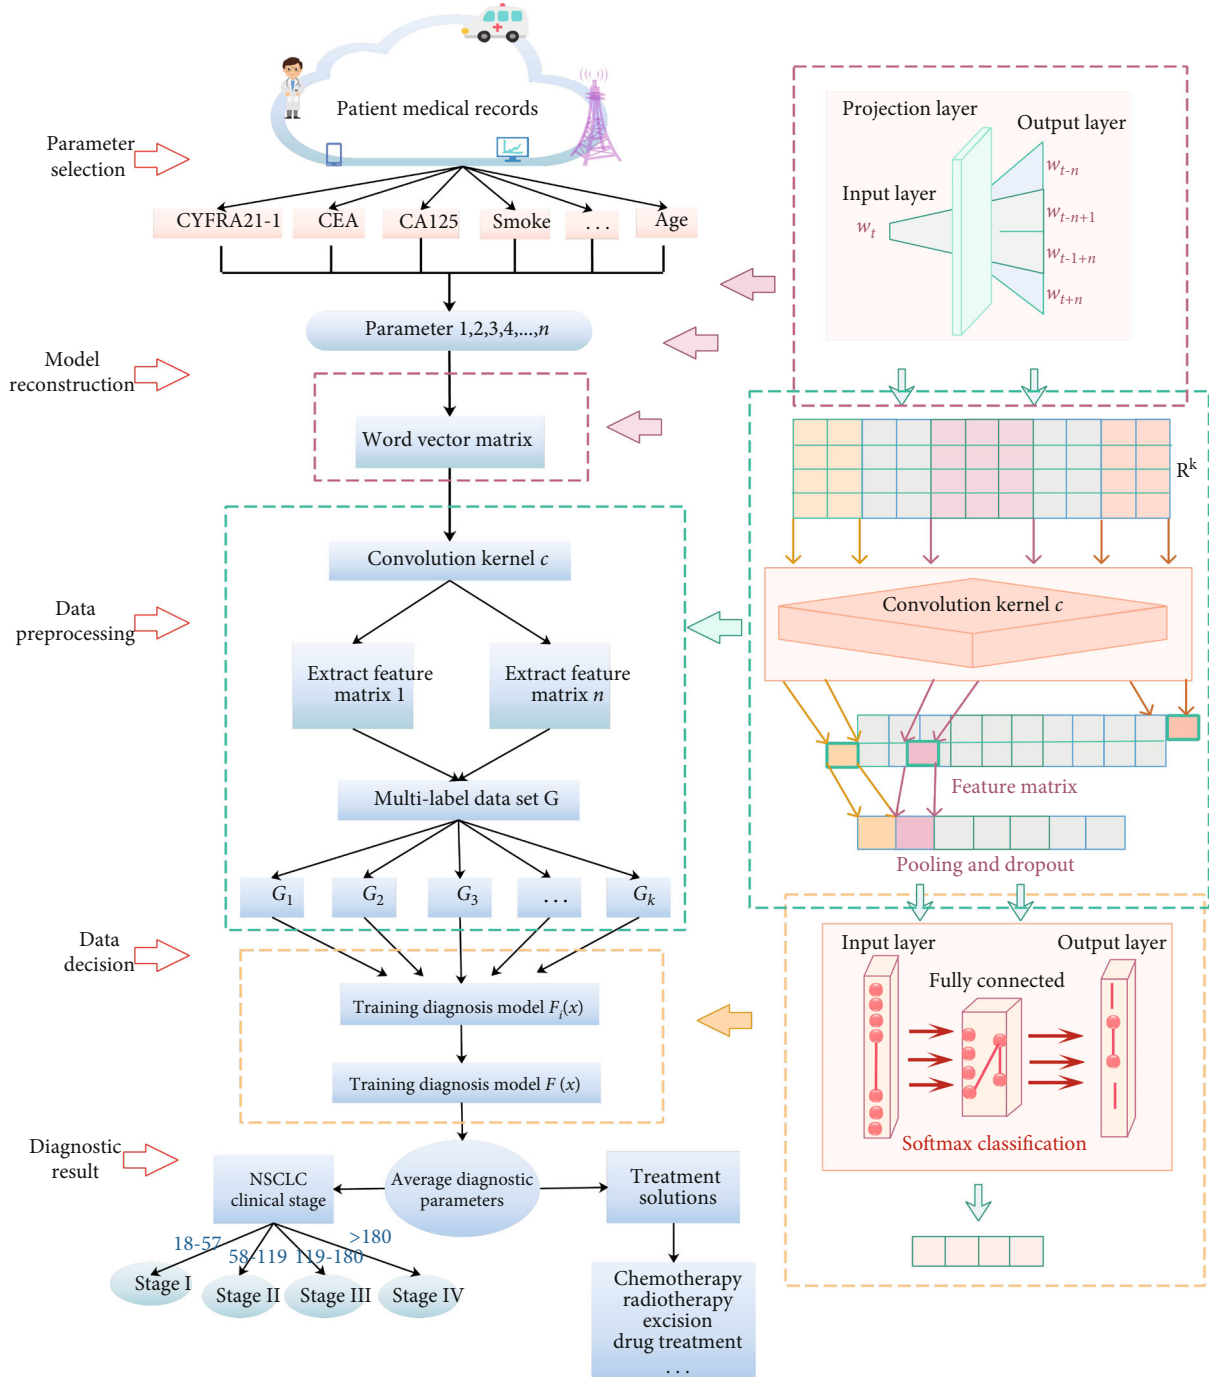 Patient medical records
Parameter
selection
CYFRA21-1
CEA
CA125
Smoke
...
Age
Parameter 1,2,3,4,...,n
Model
reconstruction
Word vector matrix
Convolution kernel c
Data
preprocessing
Extract feature
matrix 1
Extract feature
matrix n
Multi-label data set G
G1
G2
G3
...
Gk
Data
decision
Training diagnosis model Fi(x)
Training diagnosis model F (x)
Diagnostic
result
NSCLC
clinical stage
Average diagnostic
parameters
Treatment
solutions
18-57
58-119
119-180
>180
Stage I
Stage II
Stage III
Stage IV
Chemotherapy
radiotherapy
excision
drug treatment
...
Projection layer
Output layer
Input layer
wt
wt-n
wt-n+1
wt-1+n
wt+n
Rk
Convolution kernel c
Feature matrix
Pooling and dropout
Input layer
Output layer
Fully connected
Softmax classification